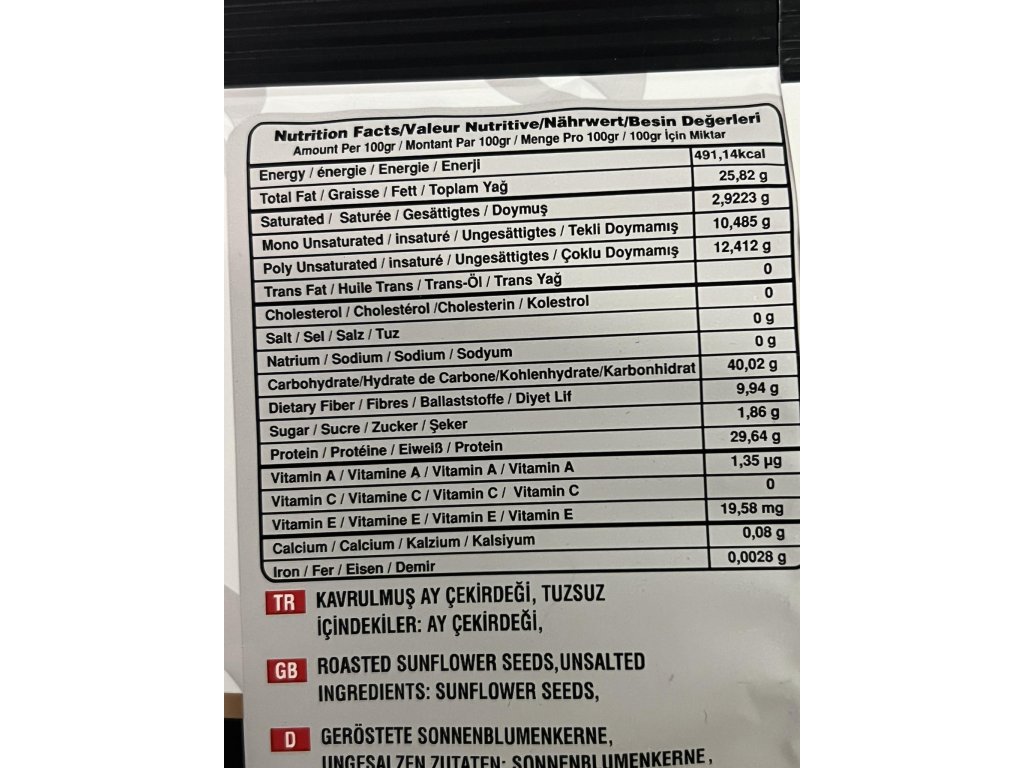 Nutrition Facts/Valeur Nutritive/Nährwert/Besin Değerleri
Amount Per 100gr / Montant Par 100gr / Menge Pro 100gr / 100gr İçin Miktar
Energy / énergie / Energie / Enerji 491,14kcal
Total Fat / Graisse / Fett / Toplam Yağ 25,82 g
Saturated / Saturée / Gesättigtes / Doymuş 2,9223 g
Mono Unsaturated / insaturé / Ungesättigtes / Tekli Doymamış 10,485 g
Poly Unsaturated / insaturé / Ungesättigtes / Çoklu Doymamış 12,412 g
Trans Fat / Huile Trans / Trans-Öl / Trans Yağ 0
Cholesterol / Cholestérol /Cholesterin / Kolestrol 0
Salt / Sel / Salz / Tuz 0 g
Natrium / Sodium / Sodium / Sodyum 0 g
Carbohydrate/Hydrate de Carbone/Kohlenhydrate/Karbonhidrat 40,02 g
Dietary Fiber / Fibres / Ballaststoffe / Diyet Lif 9,94 g
Sugar / Sucre / Zucker / Şeker 1,86 g
Protein / Protéine / Eiweiß / Protein 29,64 g
Vitamin A / Vitamine A / Vitamin A / Vitamin A 1,35 µg
Vitamin C / Vitamine C / Vitamin C / Vitamin C 0
Vitamin E / Vitamine E / Vitamin E / Vitamin E 19,58 mg
Calcium / Calcium / Kalzium / Kalsiyum 0,08 g
Iron / Fer / Eisen / Demir 0,0028 g
TR KAVRULMUŞ AY ÇEKİRDEĞİ, TUZSUZ
İÇİNDEKİLER: AY ÇEKİRDEĞİ,
GB ROASTED SUNFLOWER SEEDS,UNSALTED
INGREDIENTS: SUNFLOWER SEEDS,
D GERÖSTETE SONNENBLUMENKERNE,
UNGESALZEN ZUTATEN: SONNENBLUMENKERNE,